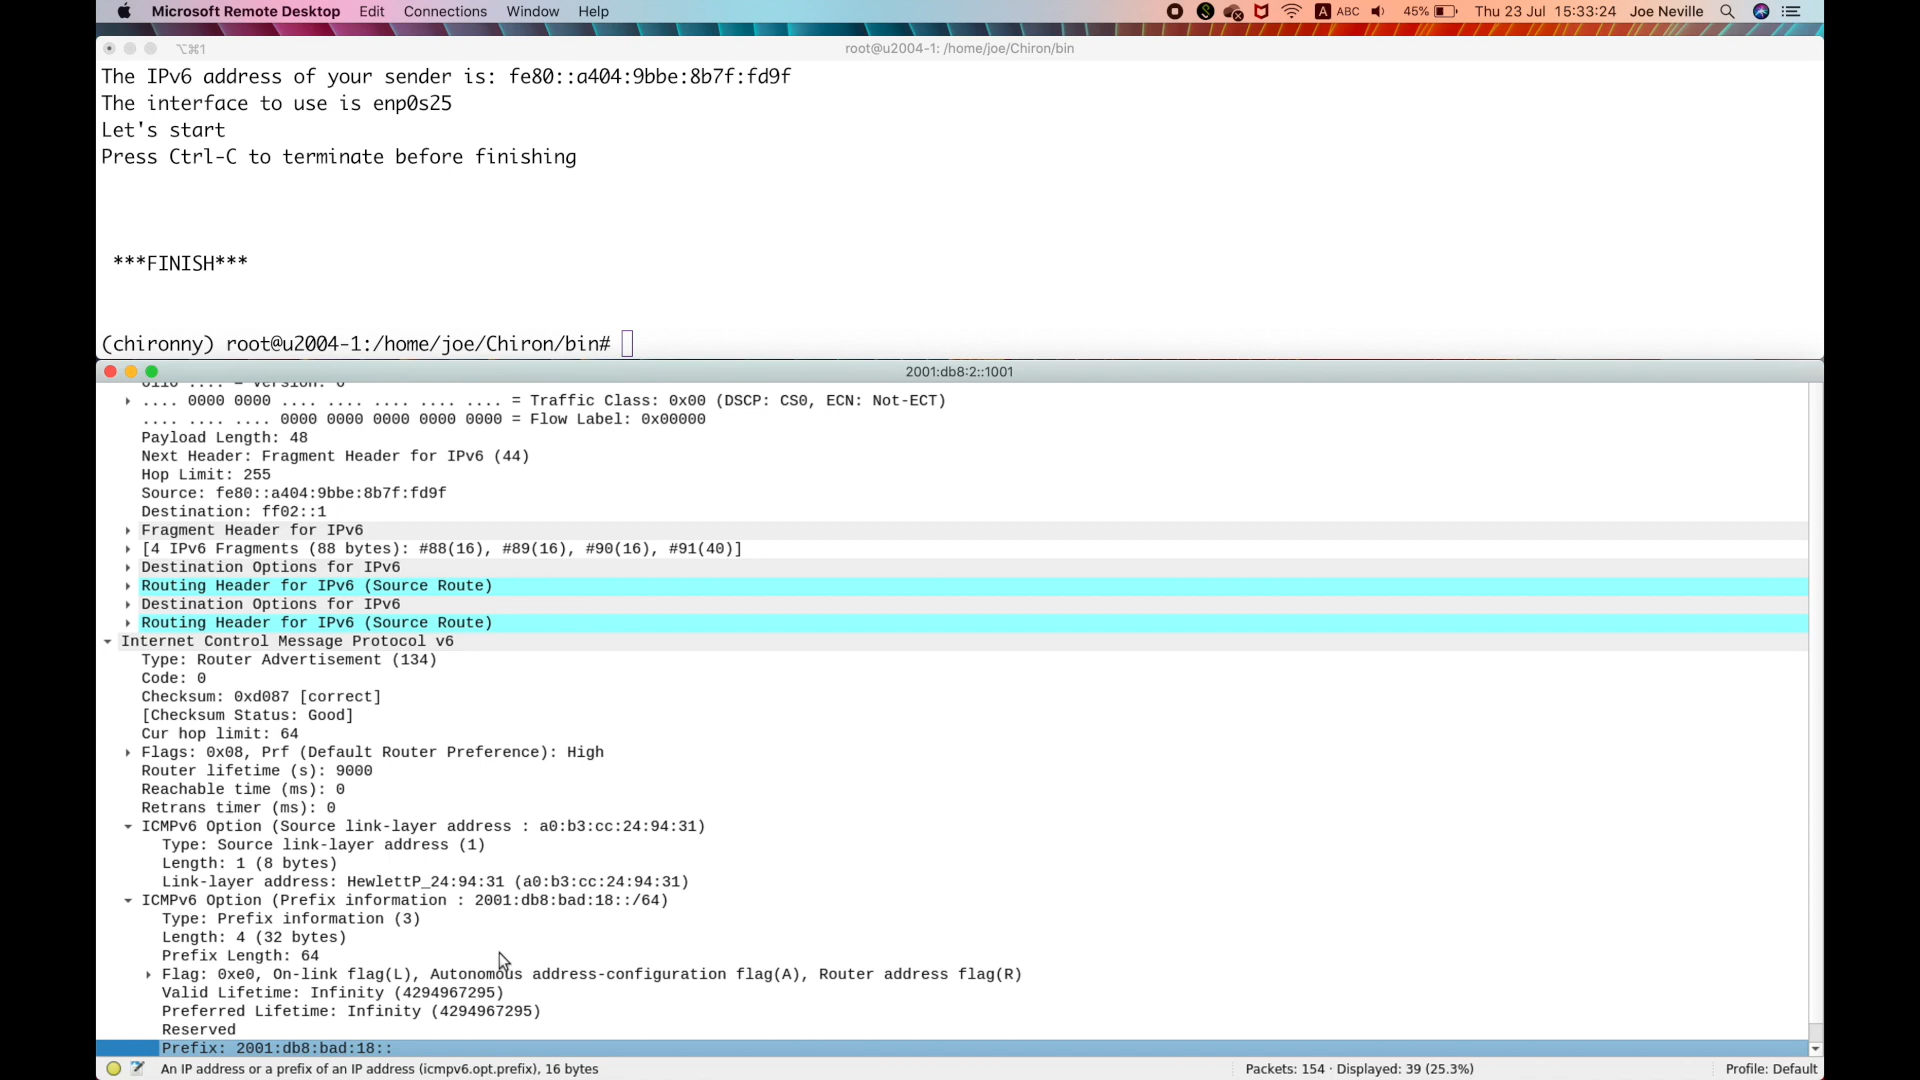 Microsoft Remote Desktop Edit Connections Window Help
A ABC 45% Thu 23 Jul 15:33:24 Joe Neville
⌥⌘1 root@u2004-1: /home/joe/Chiron/bin
The IPv6 address of your sender is: fe80::a404:9bbe:8b7f:fd9f
The interface to use is enp0s25
Let's start
Press Ctrl-C to terminate before finishing
***FINISH***
(chironny) root@u2004-1:/home/joe/Chiron/bin#
2001:db8:2::1001
0110 .... = Version: 6
.... 0000 0000 .... .... .... .... .... = Traffic Class: 0x00 (DSCP: CS0, ECN: Not-ECT)
.... .... .... 0000 0000 0000 0000 0000 = Flow Label: 0x00000
Payload Length: 48
Next Header: Fragment Header for IPv6 (44)
Hop Limit: 255
Source: fe80::a404:9bbe:8b7f:fd9f
Destination: ff02::1
Fragment Header for IPv6
[4 IPv6 Fragments (88 bytes): #88(16), #89(16), #90(16), #91(40)]
Destination Options for IPv6
Routing Header for IPv6 (Source Route)
Destination Options for IPv6
Routing Header for IPv6 (Source Route)
Internet Control Message Protocol v6
Type: Router Advertisement (134)
Code: 0
Checksum: 0xd087 [correct]
[Checksum Status: Good]
Cur hop limit: 64
Flags: 0x08, Prf (Default Router Preference): High
Router lifetime (s): 9000
Reachable time (ms): 0
Retrans timer (ms): 0
ICMPv6 Option (Source link-layer address : a0:b3:cc:24:94:31)
Type: Source link-layer address (1)
Length: 1 (8 bytes)
Link-layer address: HewlettP_24:94:31 (a0:b3:cc:24:94:31)
ICMPv6 Option (Prefix information : 2001:db8:bad:18::/64)
Type: Prefix information (3)
Length: 4 (32 bytes)
Prefix Length: 64
Flag: 0xe0, On-link flag(L), Autonomous address-configuration flag(A), Router address flag(R)
Valid Lifetime: Infinity (4294967295)
Preferred Lifetime: Infinity (4294967295)
Reserved
Prefix: 2001:db8:bad:18::
An IP address or a prefix of an IP address (icmpv6.opt.prefix), 16 bytes Packets: 154 · Displayed: 39 (25.3%) Profile: Default